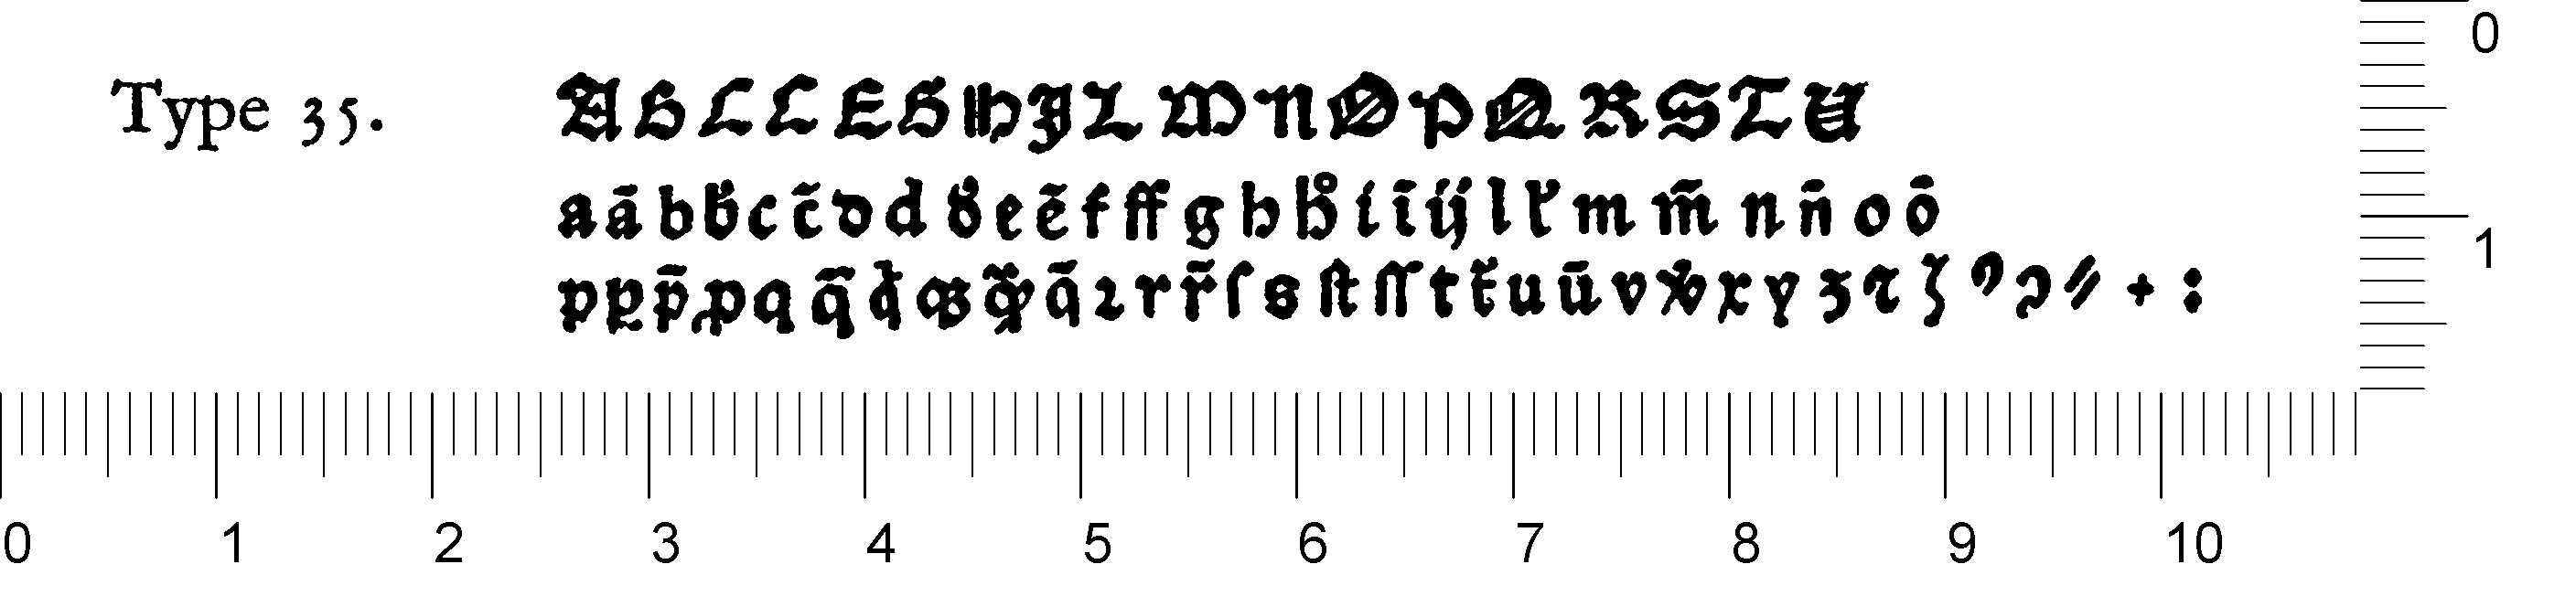 Type 35. A B C C E G H J L M N O P Q R S T U
a ā b b̄ c c̄ d d d̄ e ē f ff g h h̊ i ī ij l l̄ m m̄ n n̄ o ō
p p̱ p̄ ꝓ q q̄ q̇ qꝫ qᷓ q̄ ꝛ r r̄ ſ s ſt ſſ t t̄ u ū v v̄ x y ꝫ ⁊ ꝭ ꝰ ꝯ ⸗ + :
0
1
0 1 2 3 4 5 6 7 8 9 10